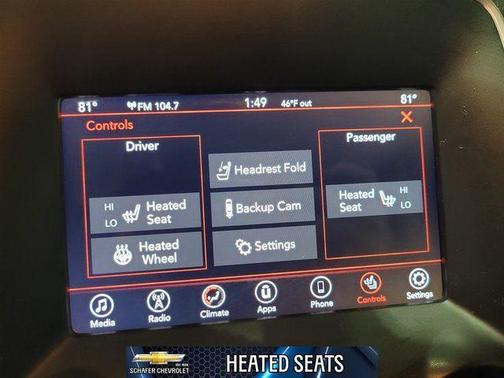 81° FM 104.7 1:49 46°F out 81°
Controls X
Driver
Passenger
Headrest Fold
HI
LO
Heated
Seat
Backup Cam
Heated
Seat
HI
LO
Heated
Wheel
Settings
Media Radio Climate Apps Phone Controls Settings
SCHAFER CHEVROLET
HEATED SEATS